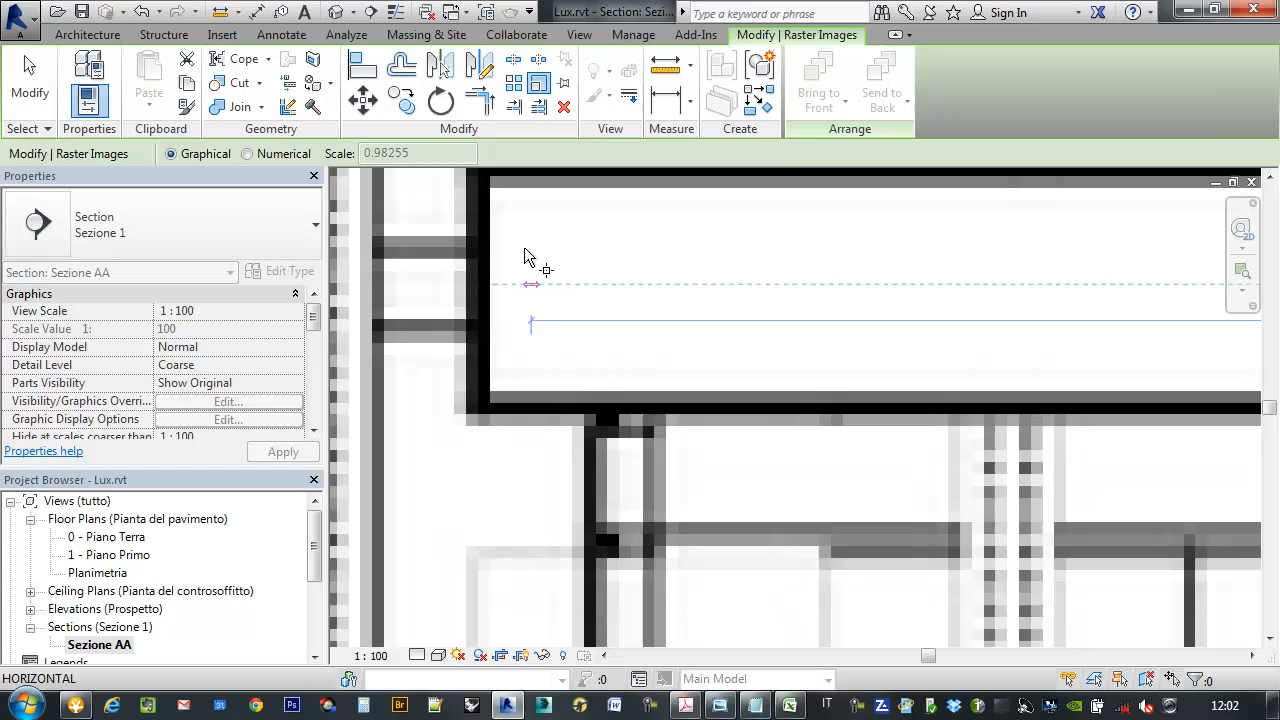 Lux.rvt - Section: Sezi...
Type a keyword or phrase
Sign In
Architecture
Structure
Insert
Annotate
Analyze
Massing & Site
Collaborate
View
Manage
Add-Ins
Modify | Raster Images
Modify
Paste
Cope
Cut
Join
Bring to Front
Send to Back
Select
Properties
Clipboard
Geometry
Modify
View
Measure
Create
Arrange
Modify | Raster Images
Graphical
Numerical
Scale:
0.98255
Properties
Section
Sezione 1
Section: Sezione AA
Edit Type
Graphics
View Scale
1 : 100
Scale Value 1:
100
Display Model
Normal
Detail Level
Coarse
Parts Visibility
Show Original
Visibility/Graphics Overri...
Edit...
Graphic Display Options
Edit...
Hide at scales coarser than
1 : 100
Properties help
Apply
Project Browser - Lux.rvt
Views (tutto)
Floor Plans (Pianta del pavimento)
0 - Piano Terra
1 - Piano Primo
Planimetria
Ceiling Plans (Pianta del controsoffitto)
Elevations (Prospetto)
Sections (Sezione 1)
Sezione AA
Legends
2D
1 : 100
HORIZONTAL
:0
Main Model
:0
31
Ps
Br
IT
12:02